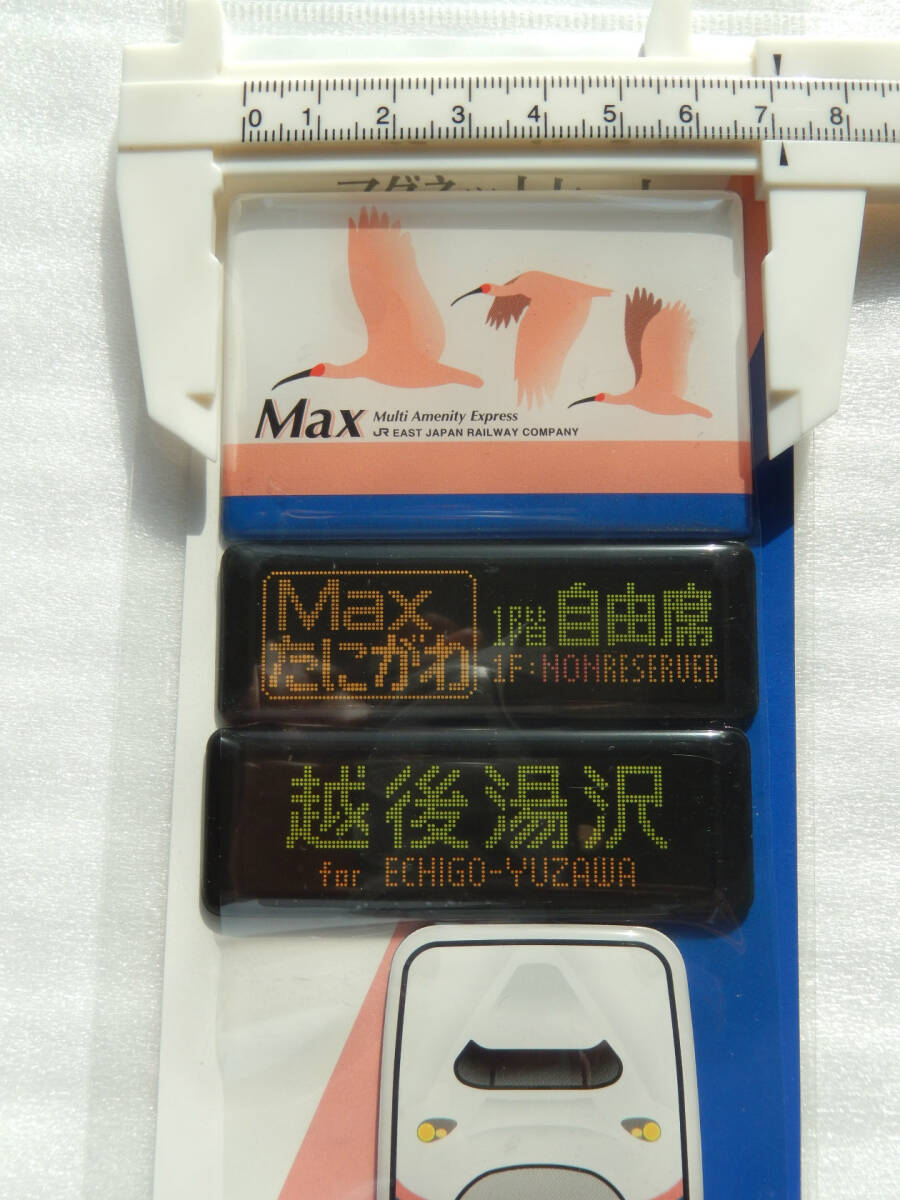 0 1 2 3 4 5 6 7 8
Max Multi Amenity Express
JR EAST JAPAN RAILWAY COMPANY
Max
たにがわ
1階 自由席
1F:NONRESERVED
越後湯沢
for ECHIGO-YUZAWA